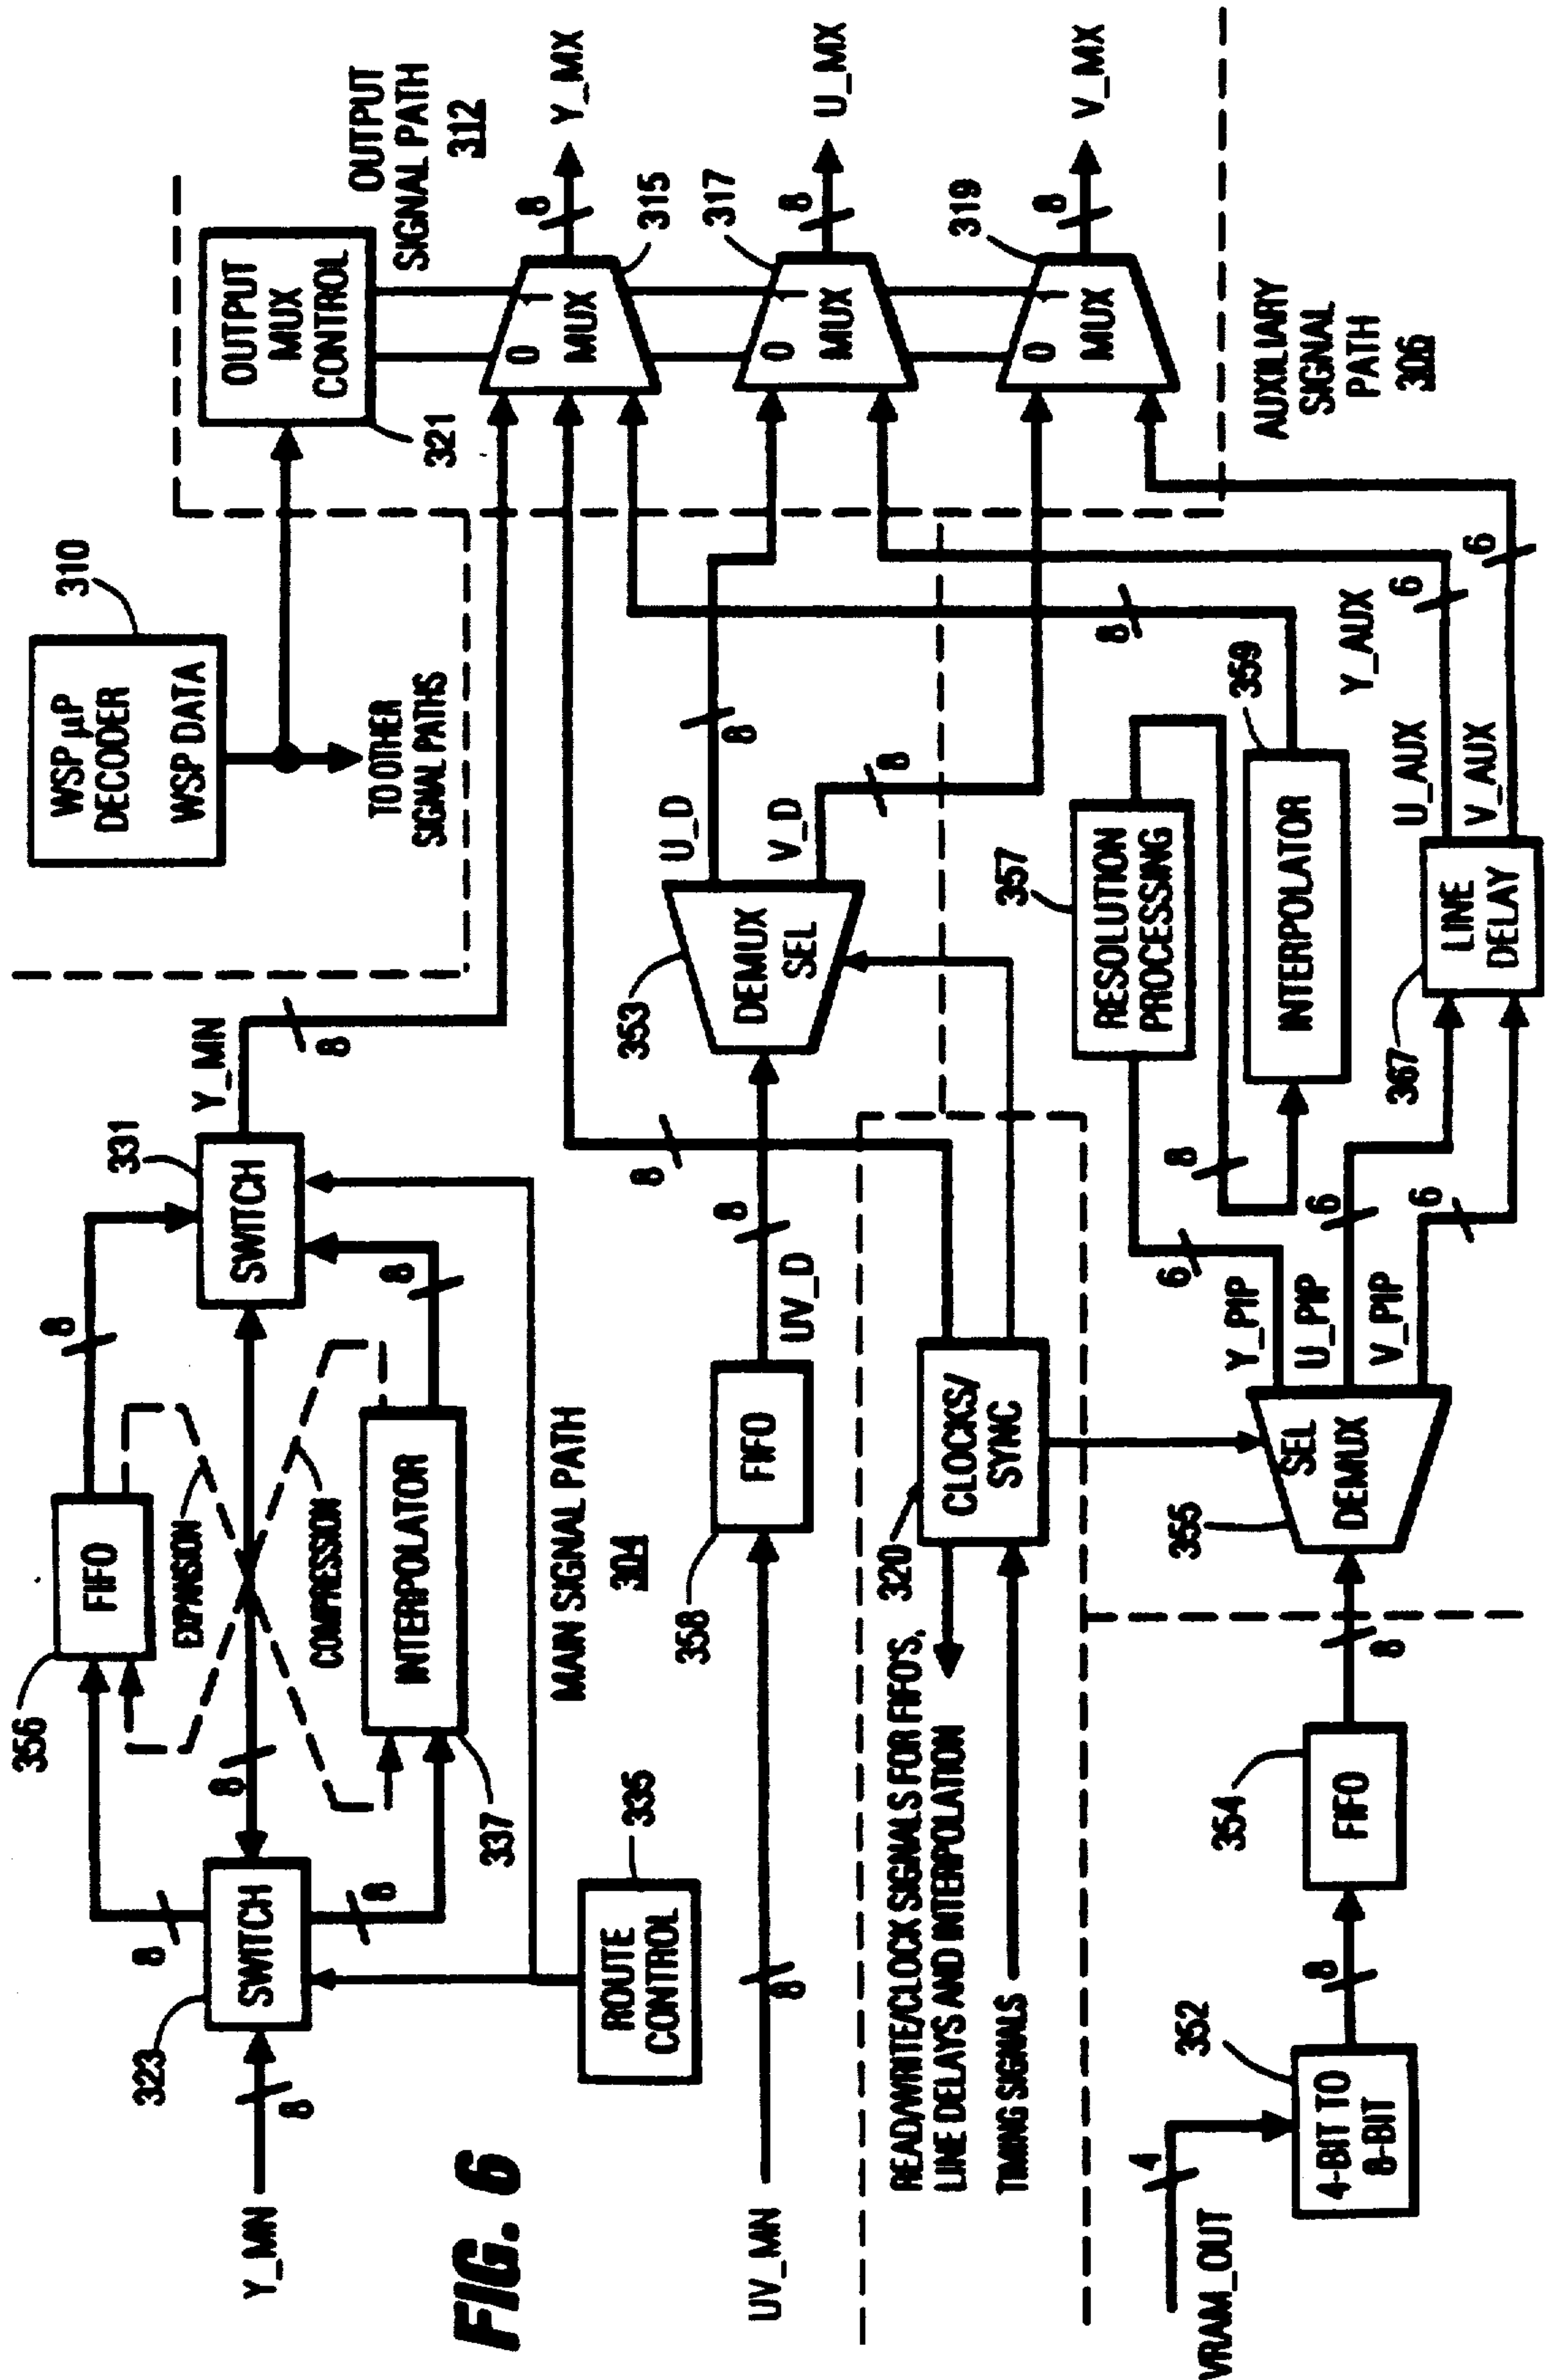 WSP µP
DECODER
WSP DATA
310
TO OTHER
SIGNAL PATHS
OUTPUT
MUX
CONTROL
321
OUTPUT
SIGNAL PATH
312
Y_MN
8
323
SWITCH
8
8
8
356
FIFO
8
EXPANSION
COMPRESSION
INTERPOLATOR
337
8
331
SWITCH
Y_MN
8
ROUTE
CONTROL
335
MAIN SIGNAL PATH
304
0
1
MUX
315
8
Y_MX
FIG. 6
UV_MN
8
358
FIFO
UV_D
8
8
353
DEMUX
SEL
U_D
8
V_D
8
0
1
MUX
317
8
U_MX
READ/WRITE/CLOCK SIGNALS FOR FIFO'S,
LINE DELAYS AND INTERPOLATION
TIMING SIGNALS
320
CLOCKS/
SYNC
0
1
MUX
319
8
V_MX
VRAM_OUT
4
4-BIT TO
8-BIT
352
8
354
FIFO
8
355
SEL
DEMUX
Y_PIP
U_PIP
V_PIP
6
6
6
8
357
RESOLUTION
PROCESSING
INTERPOLATOR
359
8
Y_AUX
367
LINE
DELAY
U_AUX
V_AUX
6
6
AUXILIARY
SIGNAL
PATH
306